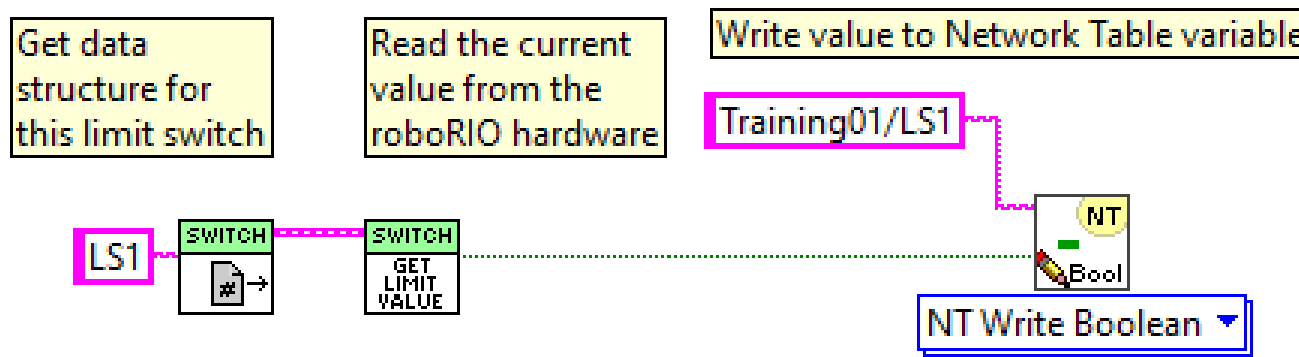 Get data
structure for
this limit switch
Read the current
value from the
roboRIO hardware
Write value to Network Table variable
Training01/LS1
LS1
SWITCH
#
SWITCH
GET
LIMIT
VALUE
NT
Bool
NT Write Boolean